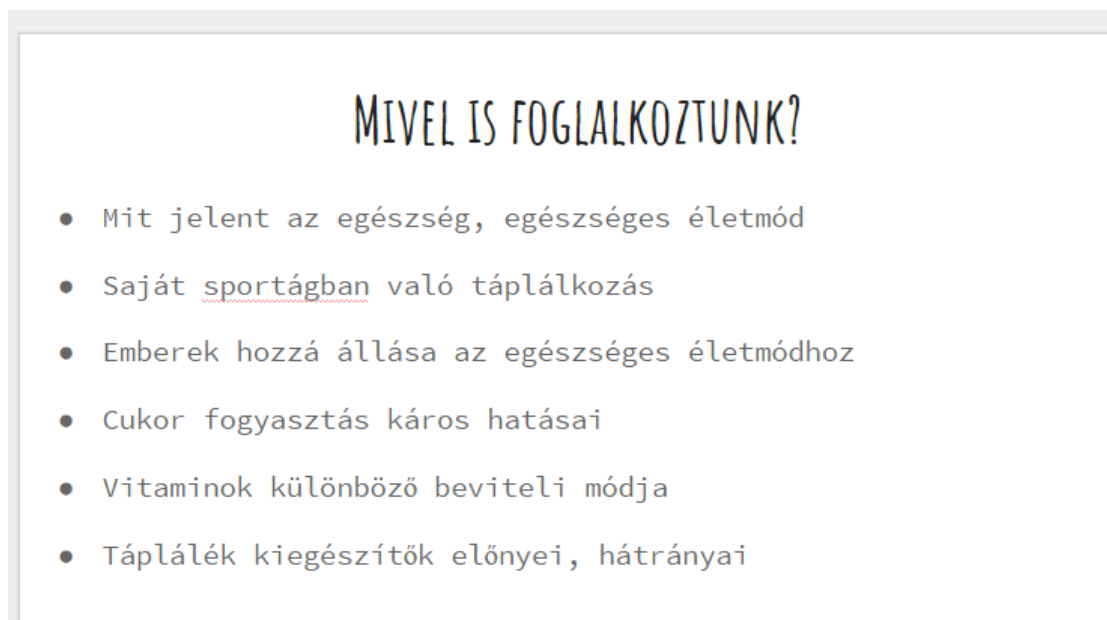 Mivel is foglalkoztunk?
● Mit jelent az egészség, egészséges életmód
● Saját sportágban való táplálkozás
● Emberek hozzá állása az egészséges életmódhoz
● Cukor fogyasztás káros hatásai
● Vitaminok különböző beviteli módja
● Táplálék kiegészítők előnyei, hátrányai